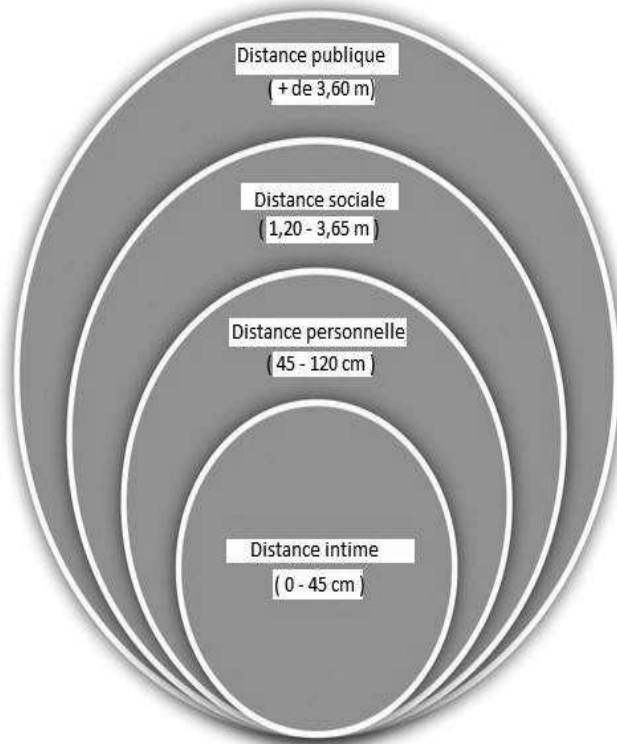 Distance publique
( + de 3,60 m)
Distance sociale
( 1,20 - 3,65 m )
Distance personnelle
( 45 - 120 cm )
Distance intime
( 0 - 45 cm )